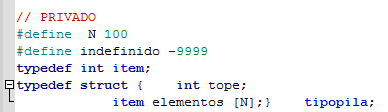 // PRIVADO
#define  N 100
#define indefinido -9999
typedef int item;
typedef struct {    int tope;
item elementos [N];}    tipopila;